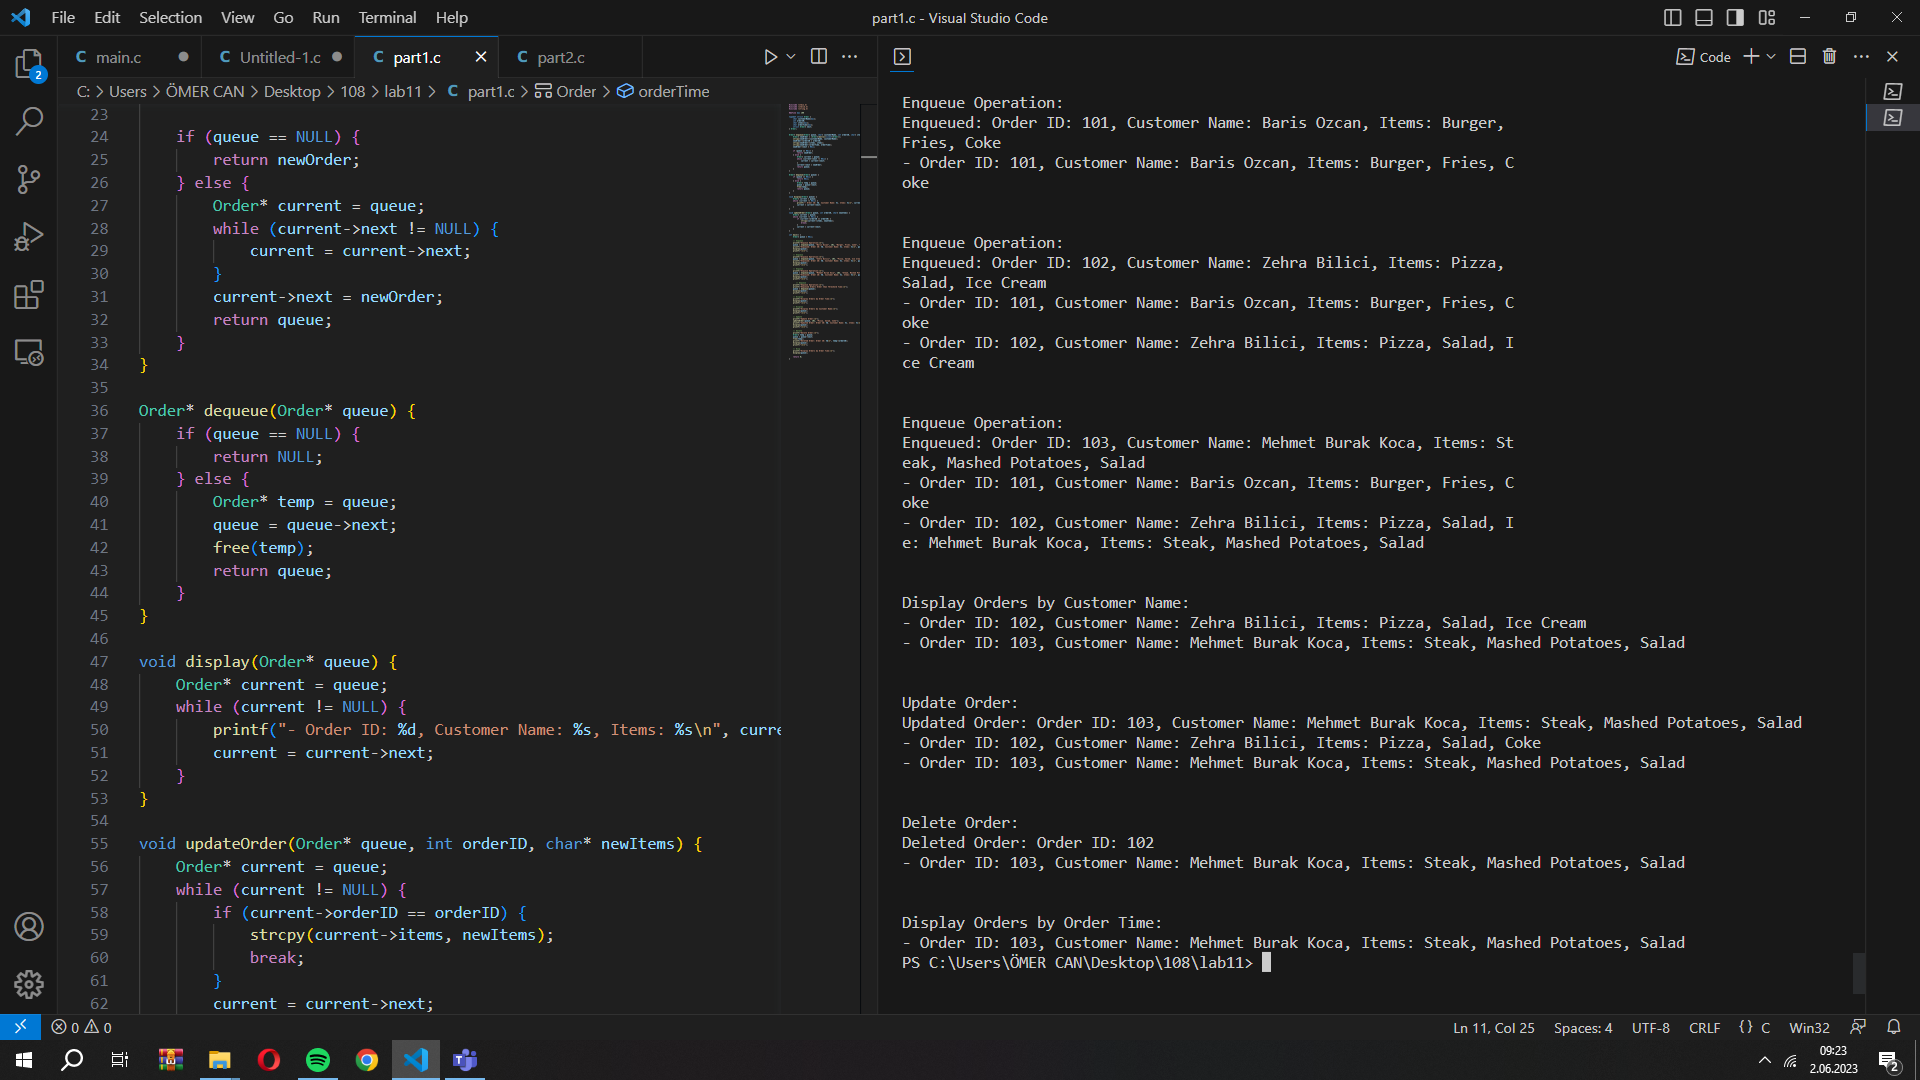 File Edit Selection View Go Run Terminal Help
part1.c - Visual Studio Code
main.c
Untitled-1.c
part1.c
part2.c
C: > Users > ÖMER CAN > Desktop > 108 > lab11 > C part1.c > Order > orderTime
23
24 if (queue == NULL) {
25 return newOrder;
26 } else {
27 Order* current = queue;
28 while (current->next != NULL) {
29 current = current->next;
30 }
31 current->next = newOrder;
32 return queue;
33 }
34 }
35
36 Order* dequeue(Order* queue) {
37 if (queue == NULL) {
38 return NULL;
39 } else {
40 Order* temp = queue;
41 queue = queue->next;
42 free(temp);
43 return queue;
44 }
45 }
46
47 void display(Order* queue) {
48 Order* current = queue;
49 while (current != NULL) {
50 printf("- Order ID: %d, Customer Name: %s, Items: %s\n", curre
51 current = current->next;
52 }
53 }
54
55 void updateOrder(Order* queue, int orderID, char* newItems) {
56 Order* current = queue;
57 while (current != NULL) {
58 if (current->orderID == orderID) {
59 strcpy(current->items, newItems);
60 break;
61 }
62 current = current->next;
Code
Enqueue Operation:
Enqueued: Order ID: 101, Customer Name: Baris Ozcan, Items: Burger,
Fries, Coke
- Order ID: 101, Customer Name: Baris Ozcan, Items: Burger, Fries, C
oke
Enqueue Operation:
Enqueued: Order ID: 102, Customer Name: Zehra Bilici, Items: Pizza,
Salad, Ice Cream
- Order ID: 101, Customer Name: Baris Ozcan, Items: Burger, Fries, C
oke
- Order ID: 102, Customer Name: Zehra Bilici, Items: Pizza, Salad, I
ce Cream
Enqueue Operation:
Enqueued: Order ID: 103, Customer Name: Mehmet Burak Koca, Items: St
eak, Mashed Potatoes, Salad
- Order ID: 101, Customer Name: Baris Ozcan, Items: Burger, Fries, C
oke
- Order ID: 102, Customer Name: Zehra Bilici, Items: Pizza, Salad, I
e: Mehmet Burak Koca, Items: Steak, Mashed Potatoes, Salad
Display Orders by Customer Name:
- Order ID: 102, Customer Name: Zehra Bilici, Items: Pizza, Salad, Ice Cream
- Order ID: 103, Customer Name: Mehmet Burak Koca, Items: Steak, Mashed Potatoes, Salad
Update Order:
Updated Order: Order ID: 103, Customer Name: Mehmet Burak Koca, Items: Steak, Mashed Potatoes, Salad
- Order ID: 102, Customer Name: Zehra Bilici, Items: Pizza, Salad, Coke
- Order ID: 103, Customer Name: Mehmet Burak Koca, Items: Steak, Mashed Potatoes, Salad
Delete Order:
Deleted Order: Order ID: 102
- Order ID: 103, Customer Name: Mehmet Burak Koca, Items: Steak, Mashed Potatoes, Salad
Display Orders by Order Time:
- Order ID: 103, Customer Name: Mehmet Burak Koca, Items: Steak, Mashed Potatoes, Salad
PS C:\Users\ÖMER CAN\Desktop\108\lab11>
2
0 0
Ln 11, Col 25 Spaces: 4 UTF-8 CRLF {} C Win32
09:23
2.06.2023
2